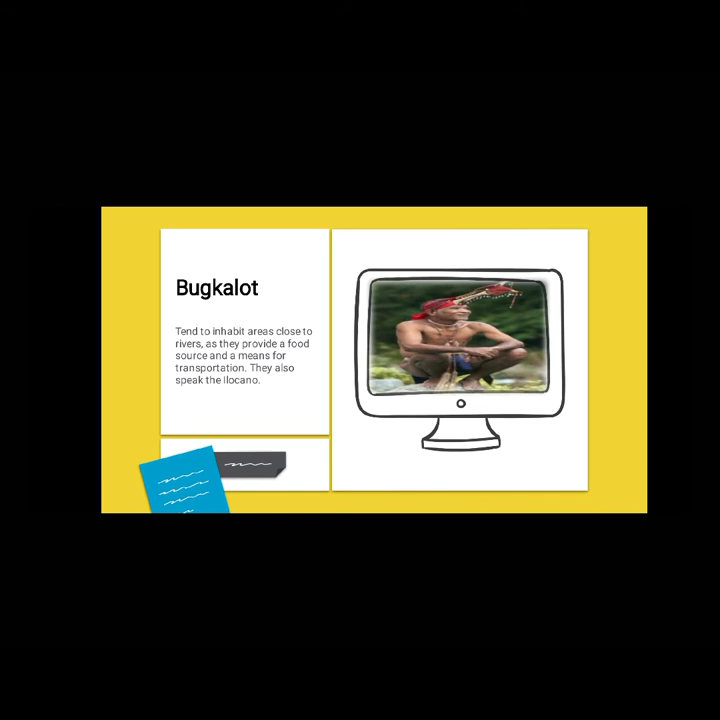 Bugkalot
Tend to inhabit areas close to
rivers, as they provide a food
source and a means for
transportation. They also
speak the Ilocano.